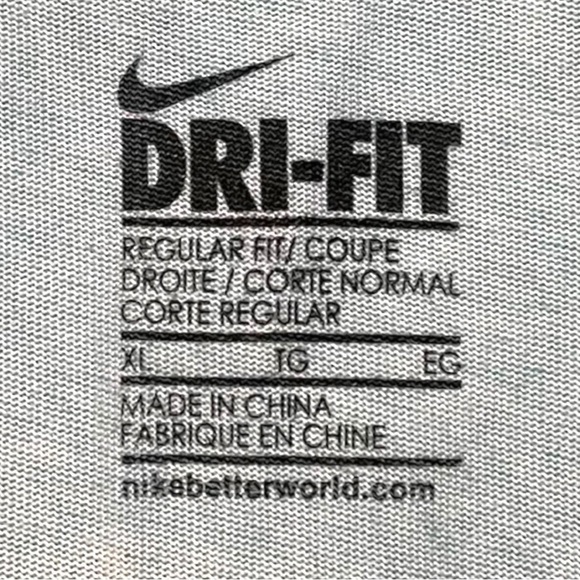 DRI-FIT
REGULAR FIT/ COUPE
DROITE / CORTE NORMAL
CORTE REGULAR
XL TG EG
MADE IN CHINA
FABRIQUE EN CHINE
nikebetterworld.com